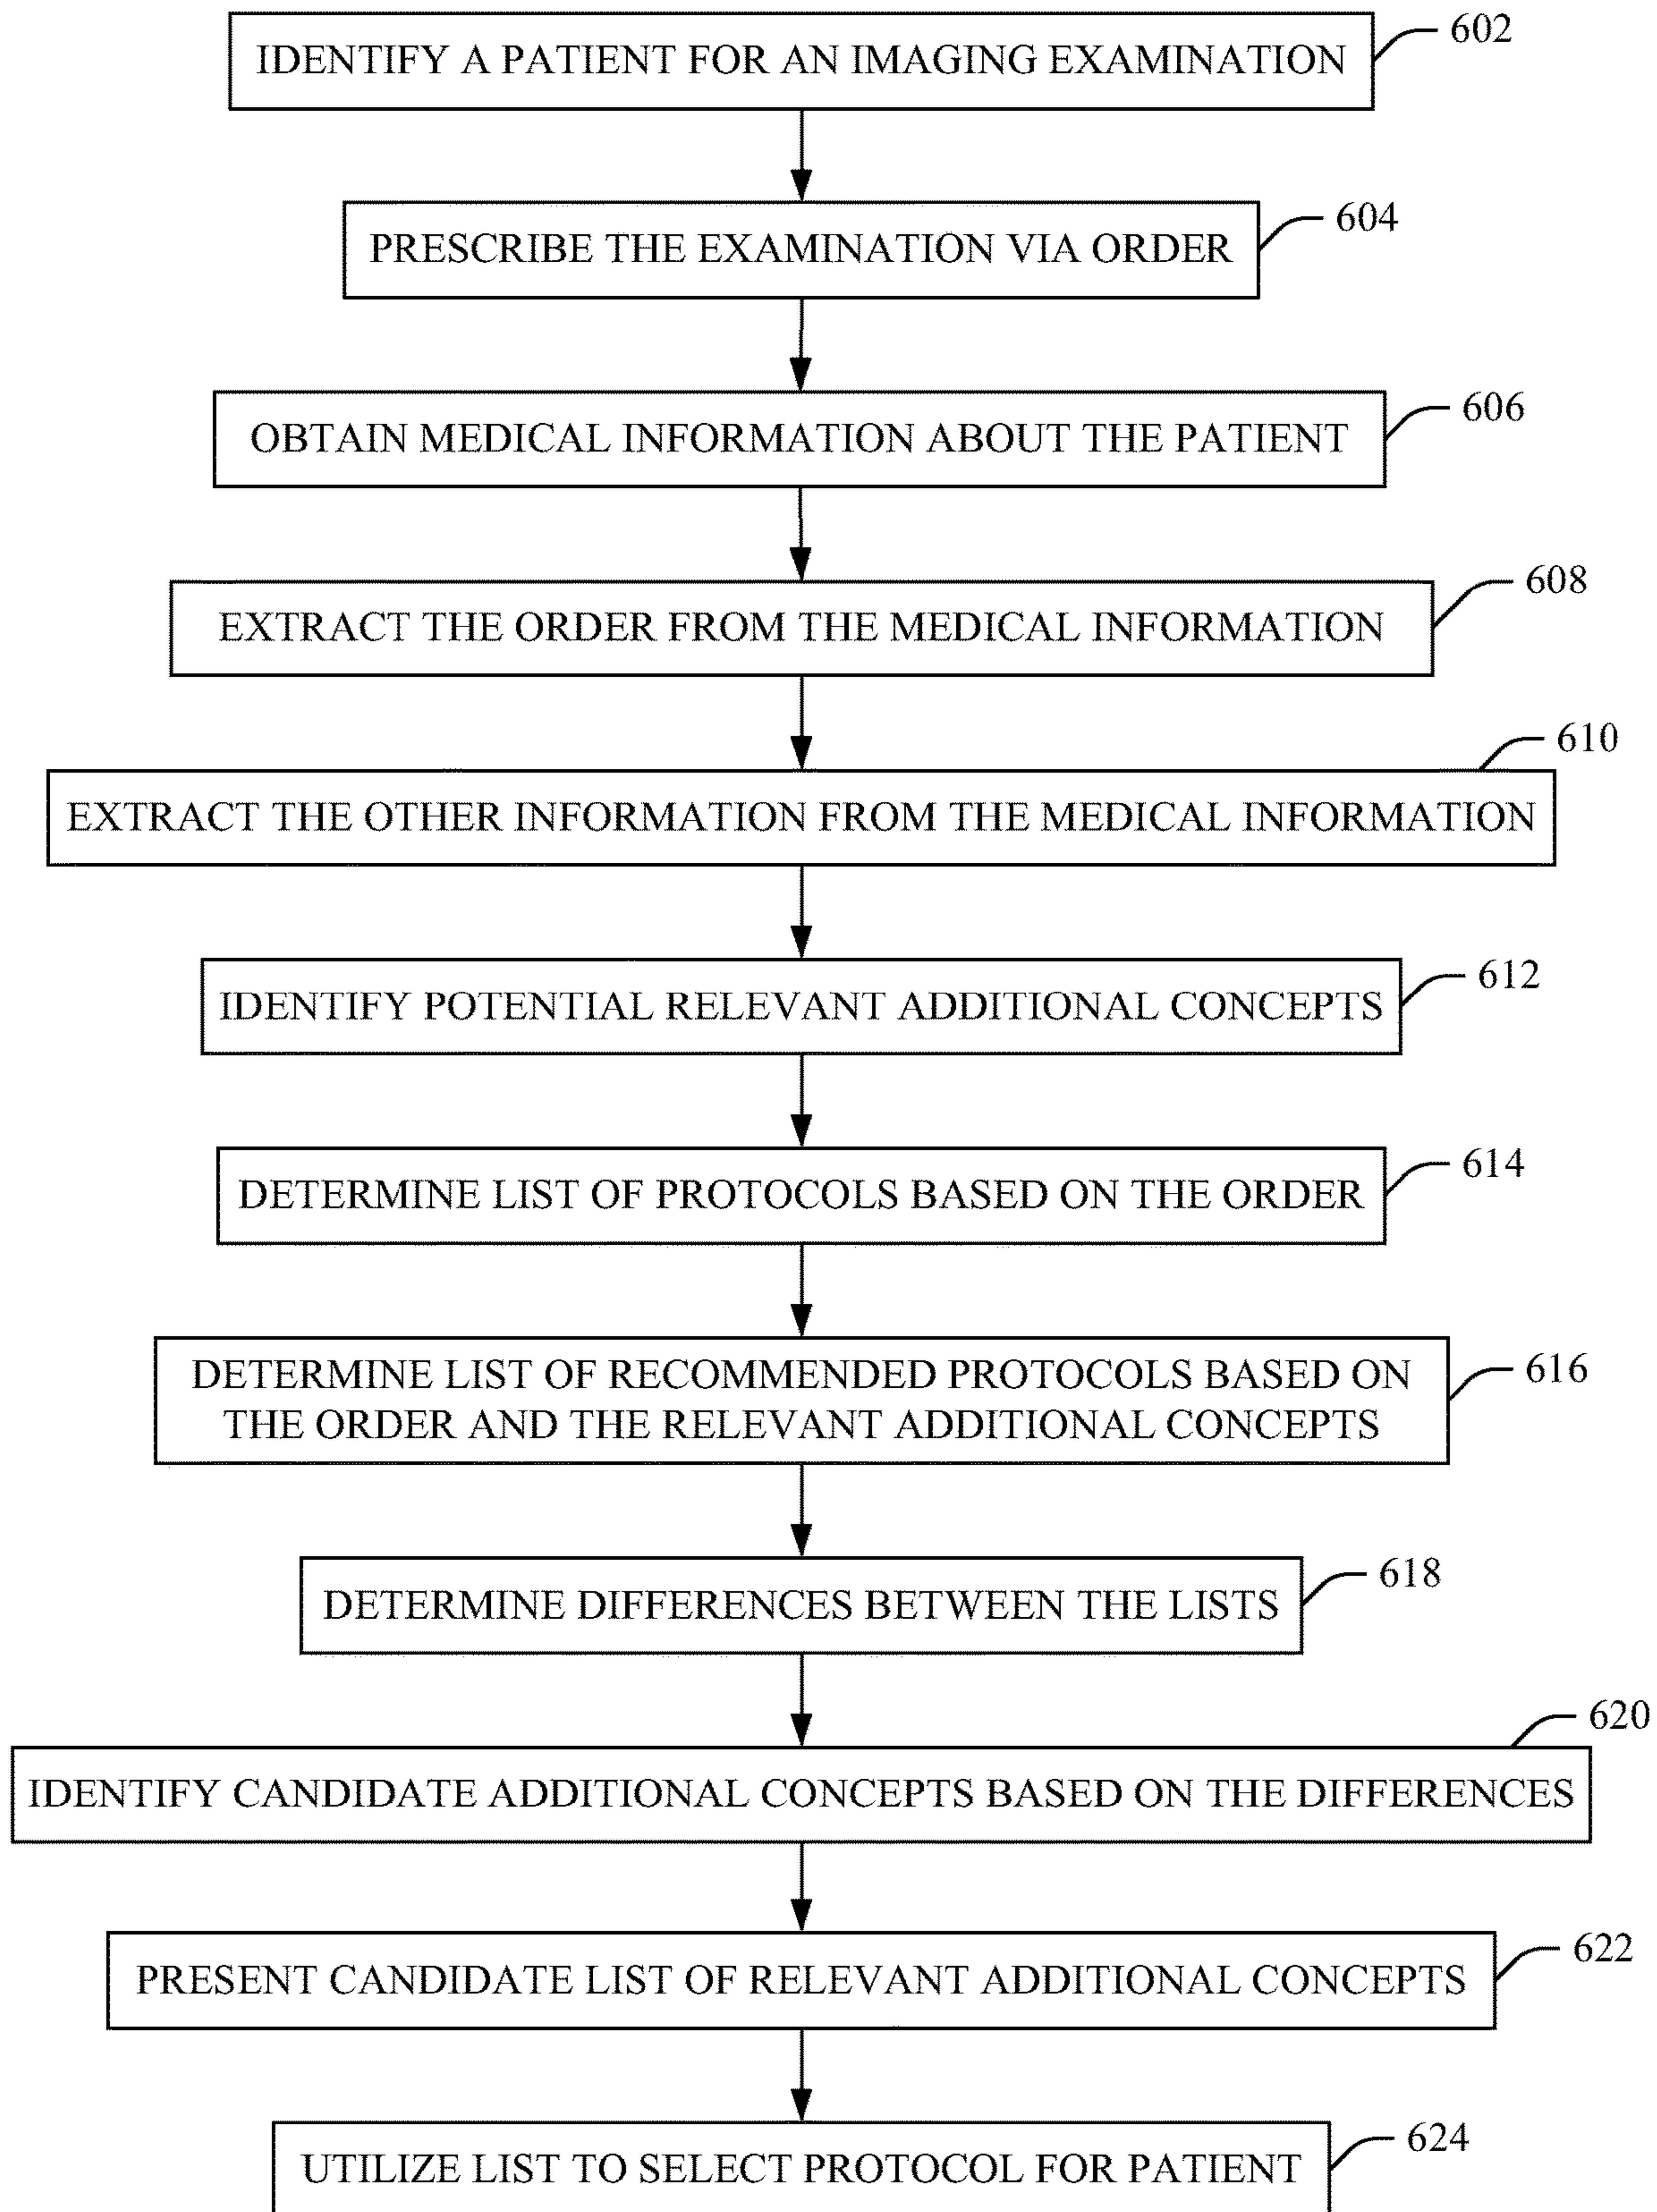 602
IDENTIFY A PATIENT FOR AN IMAGING EXAMINATION
604
PRESCRIBE THE EXAMINATION VIA ORDER
606
OBTAIN MEDICAL INFORMATION ABOUT THE PATIENT
608
EXTRACT THE ORDER FROM THE MEDICAL INFORMATION
610
EXTRACT THE OTHER INFORMATION FROM THE MEDICAL INFORMATION
612
IDENTIFY POTENTIAL RELEVANT ADDITIONAL CONCEPTS
614
DETERMINE LIST OF PROTOCOLS BASED ON THE ORDER
616
DETERMINE LIST OF RECOMMENDED PROTOCOLS BASED ON
THE ORDER AND THE RELEVANT ADDITIONAL CONCEPTS
618
DETERMINE DIFFERENCES BETWEEN THE LISTS
620
IDENTIFY CANDIDATE ADDITIONAL CONCEPTS BASED ON THE DIFFERENCES
622
PRESENT CANDIDATE LIST OF RELEVANT ADDITIONAL CONCEPTS
624
UTILIZE LIST TO SELECT PROTOCOL FOR PATIENT